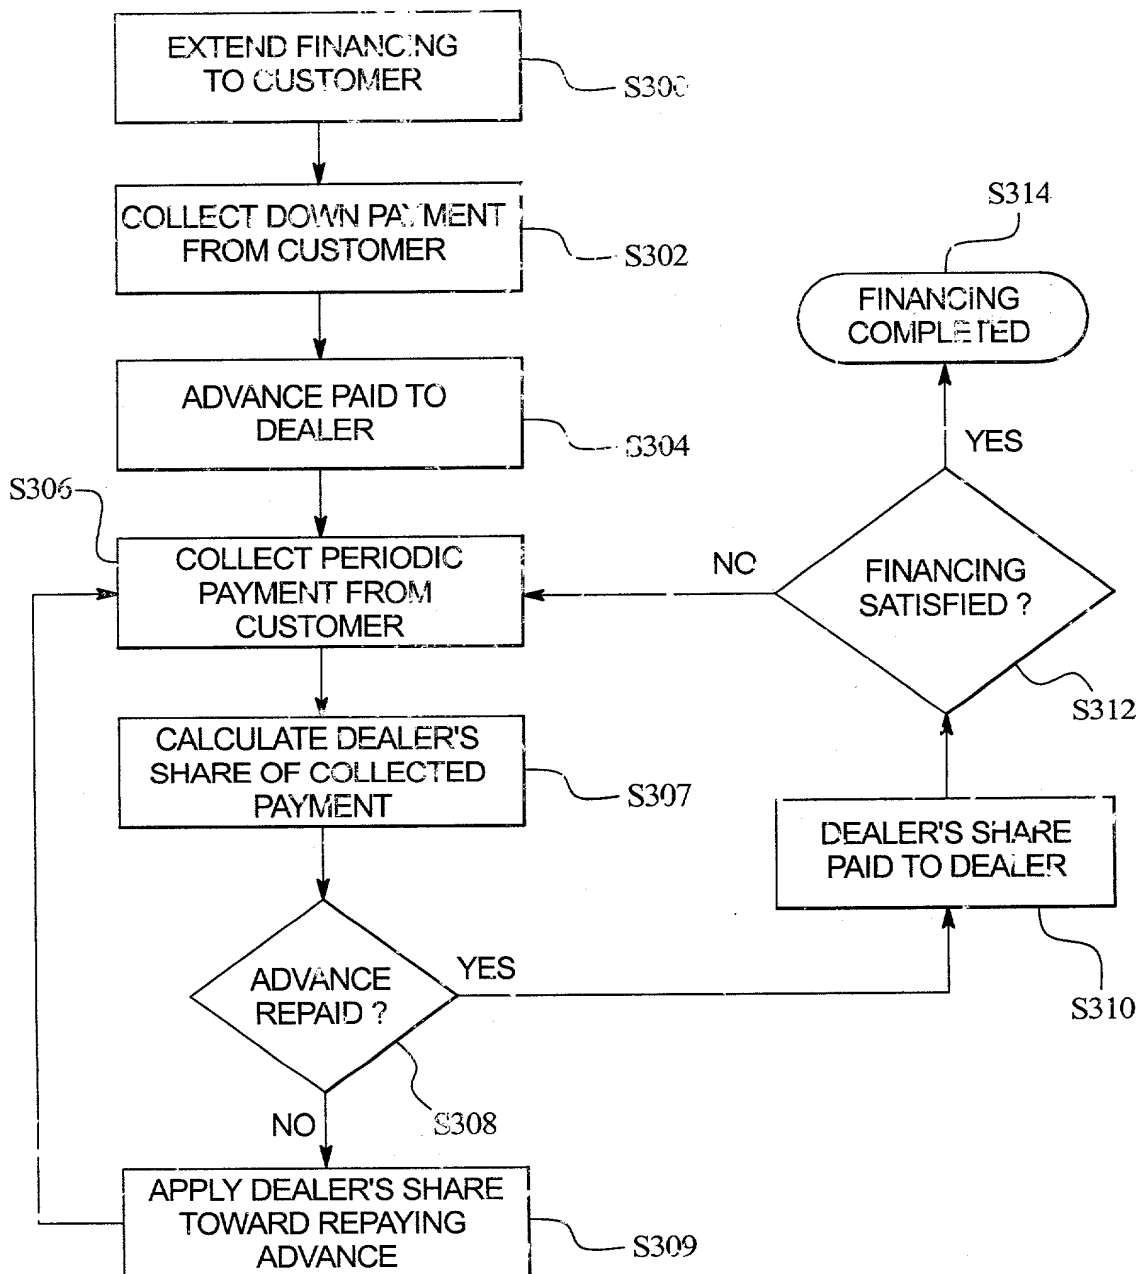 EXTEND FINANCING
TO CUSTOMER
S300
COLLECT DOWN PAYMENT
FROM CUSTOMER
S302
ADVANCE PAID TO
DEALER
S304
S306
COLLECT PERIODIC
PAYMENT FROM
CUSTOMER
CALCULATE DEALER'S
SHARE OF COLLECTED
PAYMENT
S307
ADVANCE
REPAID ?
YES
NO
S308
APPLY DEALER'S SHARE
TOWARD REPAYING
ADVANCE
S309
DEALER'S SHARE
PAID TO DEALER
S310
FINANCING
SATISFIED ?
NO
YES
S312
S314
FINANCING
COMPLETED